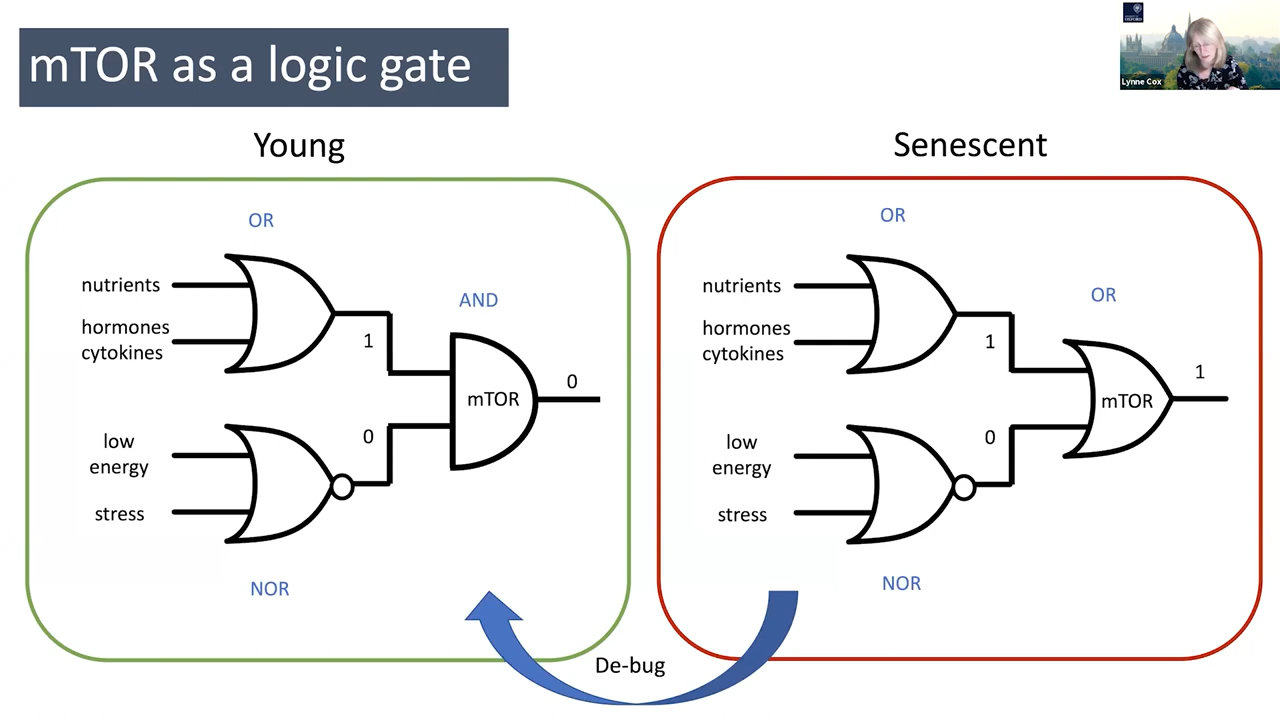 mTOR as a logic gate
OXFORD
Lynne Cox
Young
OR
nutrients
hormones
cytokines
1
AND
mTOR
0
0
low
energy
stress
NOR
Senescent
OR
nutrients
hormones
cytokines
1
OR
mTOR
1
0
low
energy
stress
NOR
De-bug